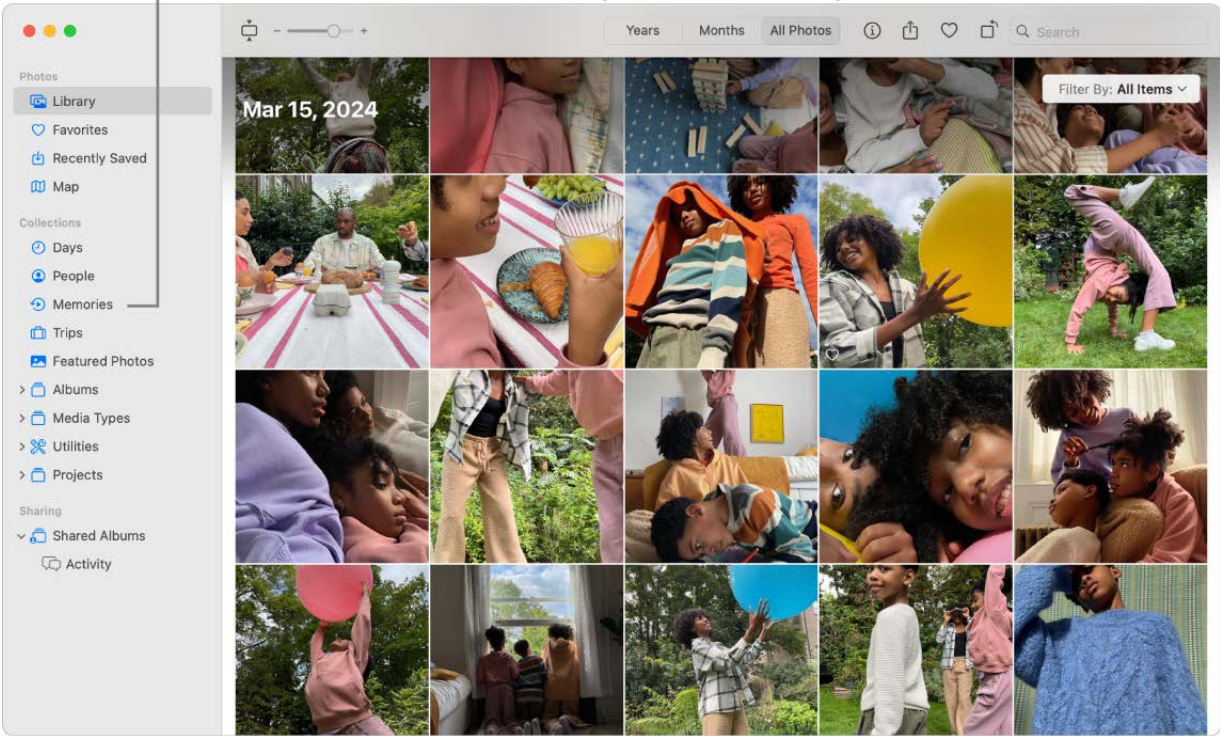 Years Months All Photos Search
Photos
Library
Favorites
Recently Saved
Map
Collections
Days
People
Memories
Trips
Featured Photos
Albums
Media Types
Utilities
Projects
Sharing
Shared Albums
Activity
Mar 15, 2024
Filter By: All Items